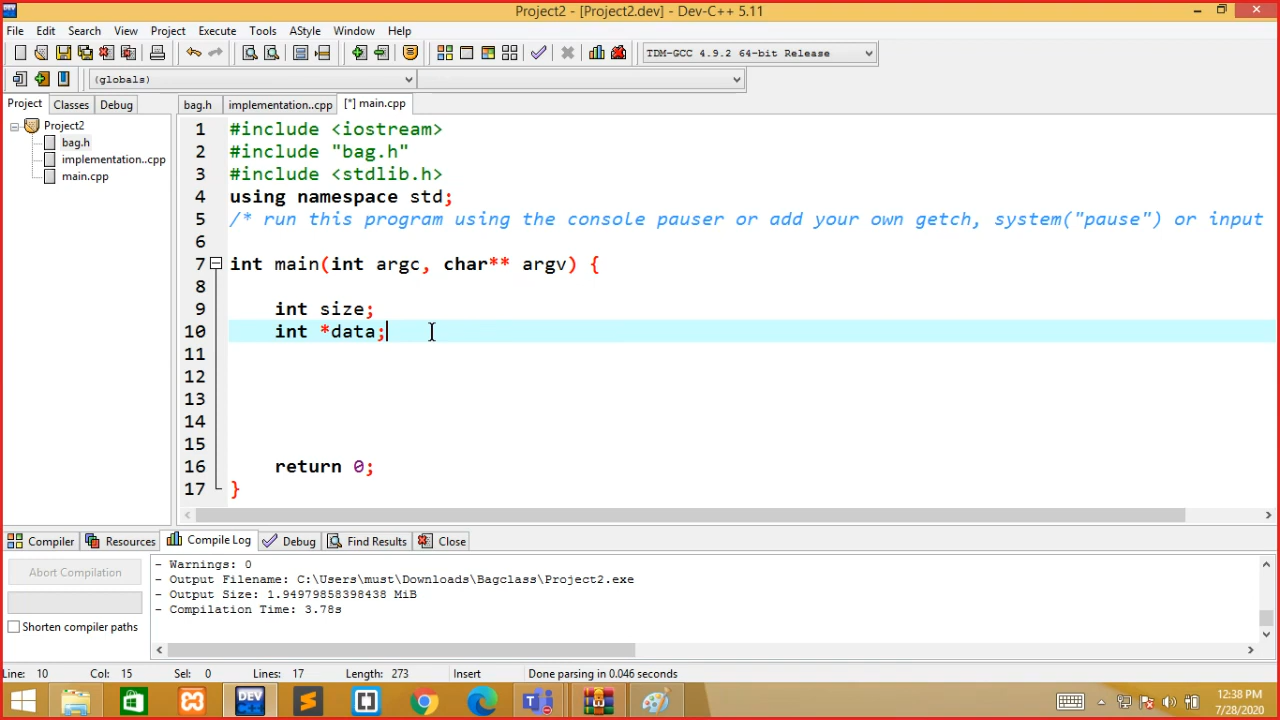 Project2 - [Project2.dev] - Dev-C++ 5.11
File Edit Search View Project Execute Tools AStyle Window Help
TDM-GCC 4.9.2 64-bit Release
(globals)
Project Classes Debug bag.h implementation..cpp [*] main.cpp
Project2
bag.h
implementation..cpp
main.cpp
1 #include <iostream>
2 #include "bag.h"
3 #include <stdlib.h>
4 using namespace std;
5 /* run this program using the console pauser or add your own getch, system("pause") or input
6
7 int main(int argc, char** argv) {
8
9 int size;
10 int *data;
11
12
13
14
15
16 return 0;
17 }
Compiler Resources Compile Log Debug Find Results Close
Abort Compilation
Shorten compiler paths
- Warnings: 0
- Output Filename: C:\Users\must\Downloads\Bagclass\Project2.exe
- Output Size: 1.94979858398438 MiB
- Compilation Time: 3.78s
Line: 10 Col: 15 Sel: 0 Lines: 17 Length: 273 Insert Done parsing in 0.046 seconds
DEV
12:38 PM
7/28/2020